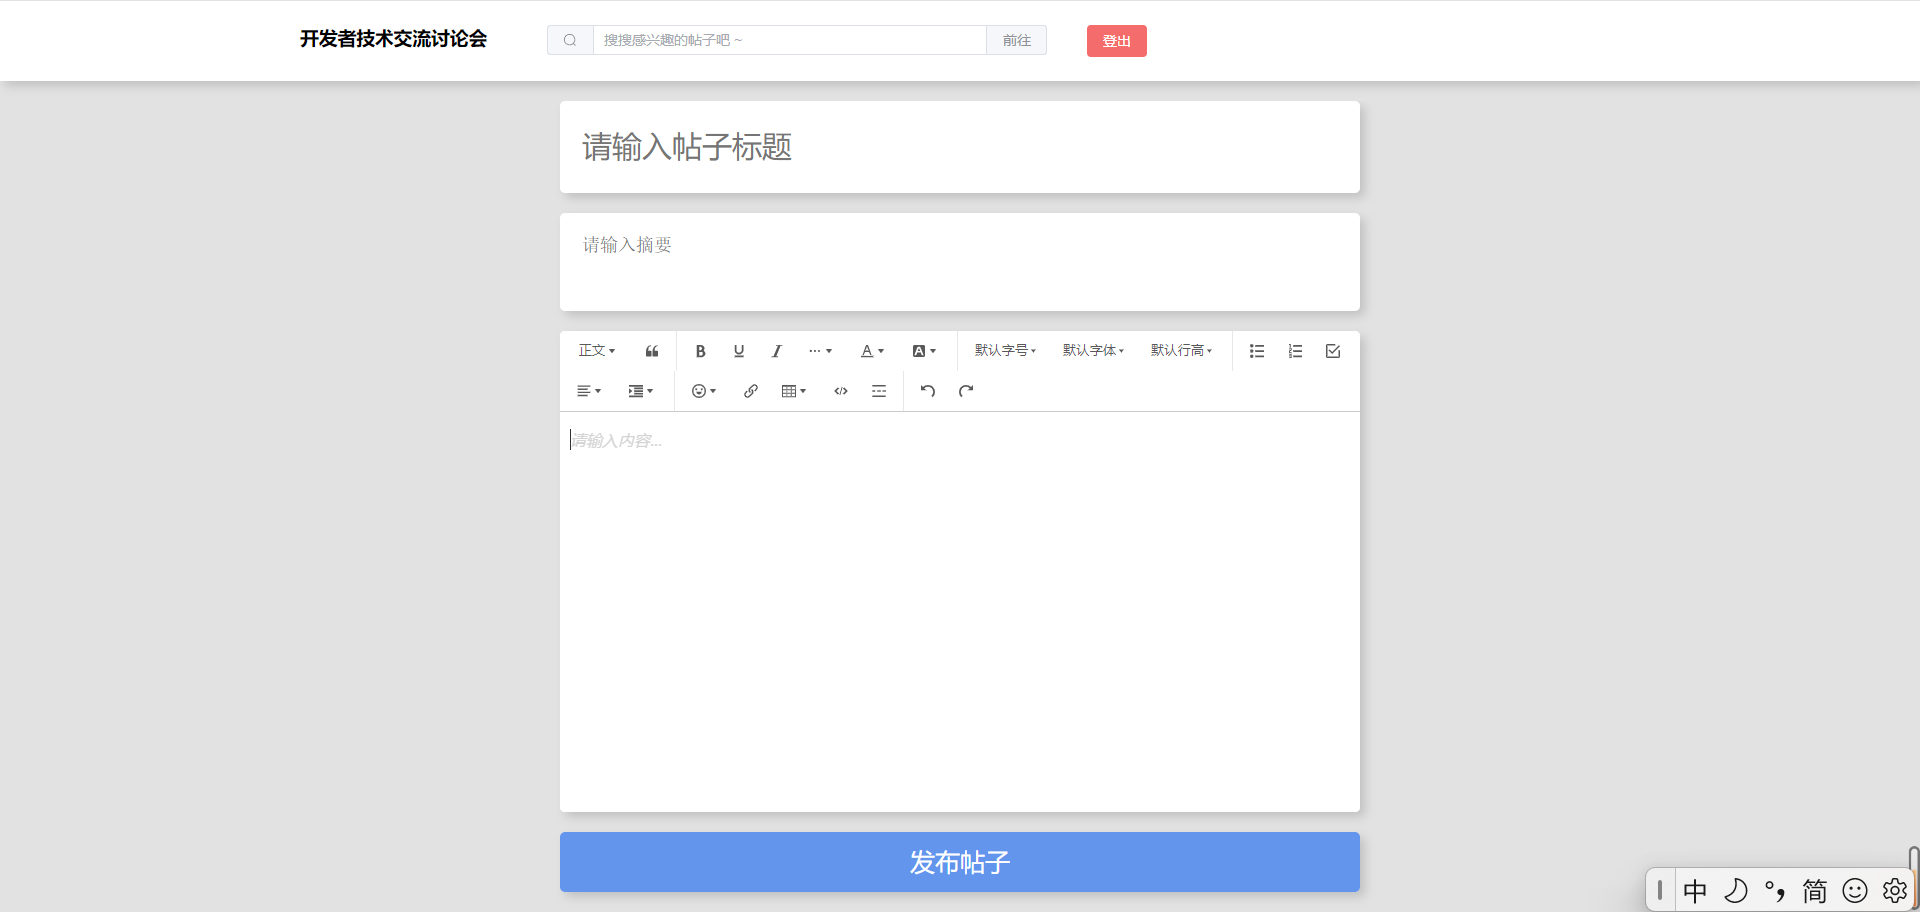 开发者技术交流讨论会
搜搜感兴趣的帖子吧 ~
前往
登出
请输入帖子标题
请输入摘要
正文 B U I A A 默认字号 默认字体 默认行高
请输入内容...
发布帖子
中 °, 简